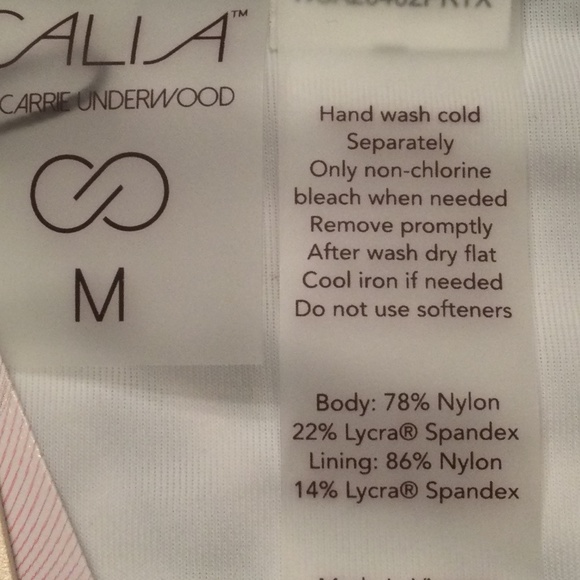 CALIA™
CARRIE UNDERWOOD
M
Hand wash cold
Separately
Only non-chlorine
bleach when needed
Remove promptly
After wash dry flat
Cool iron if needed
Do not use softeners
Body: 78% Nylon
22% Lycra® Spandex
Lining: 86% Nylon
14% Lycra® Spandex